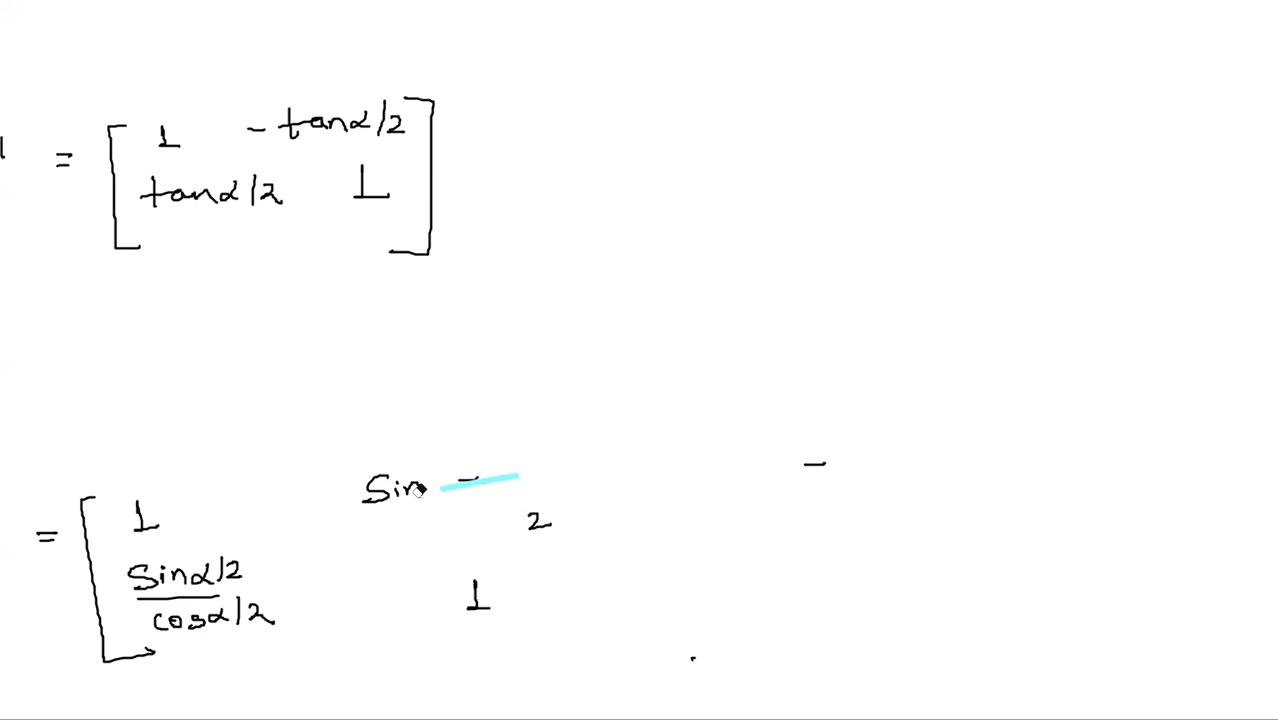 = [ 1 - tanα/2
tanα/2 1 ]
= [ 1 Sin - 2 -
Sinα/2
cosα/2 1